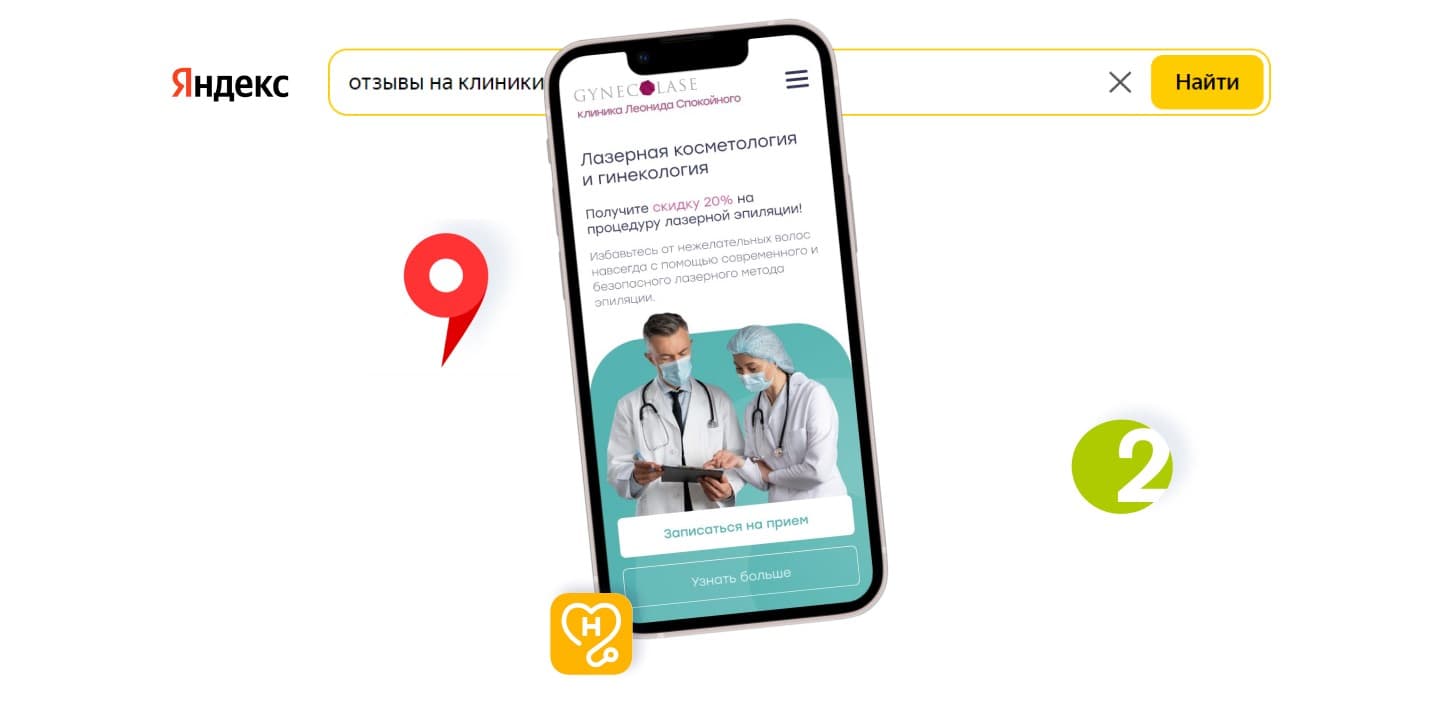 Яндекс
отзывы на клиники
Найти
GYNECOLASE
клиника Леонида Спокойного
Лазерная косметология
и гинекология
Получите скидку 20% на
процедуру лазерной эпиляции!
Избавьтесь от нежелательных волос
навсегда с помощью современного и
безопасного лазерного метода
эпиляции.
Записаться на прием
Узнать больше
2
Н